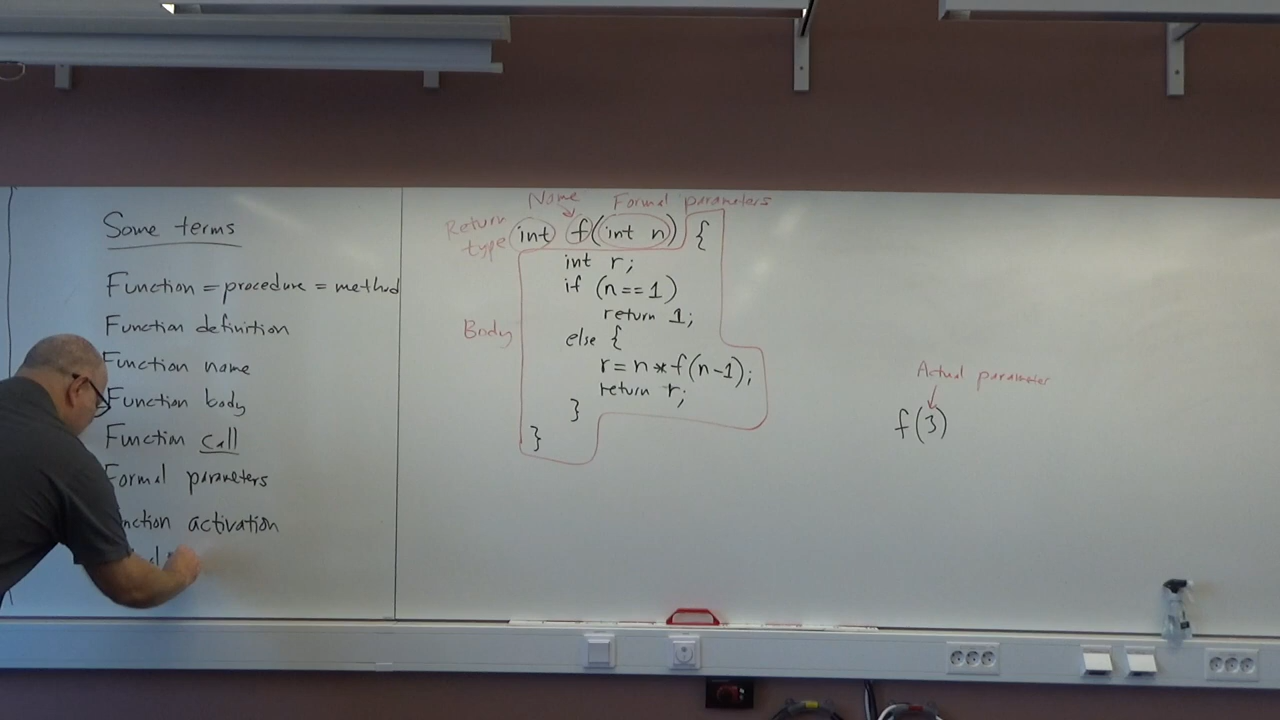 Some terms
Function = procedure = method
Function definition
Function name
Function body
Function call
Formal parameters
activation
Name Formal parameters
Return
type
int f(int n) {
int r;
if (n==1)
return 1;
else {
r=n*f(n-1);
return r;
}
}
Body
Actual parameter
f(3)